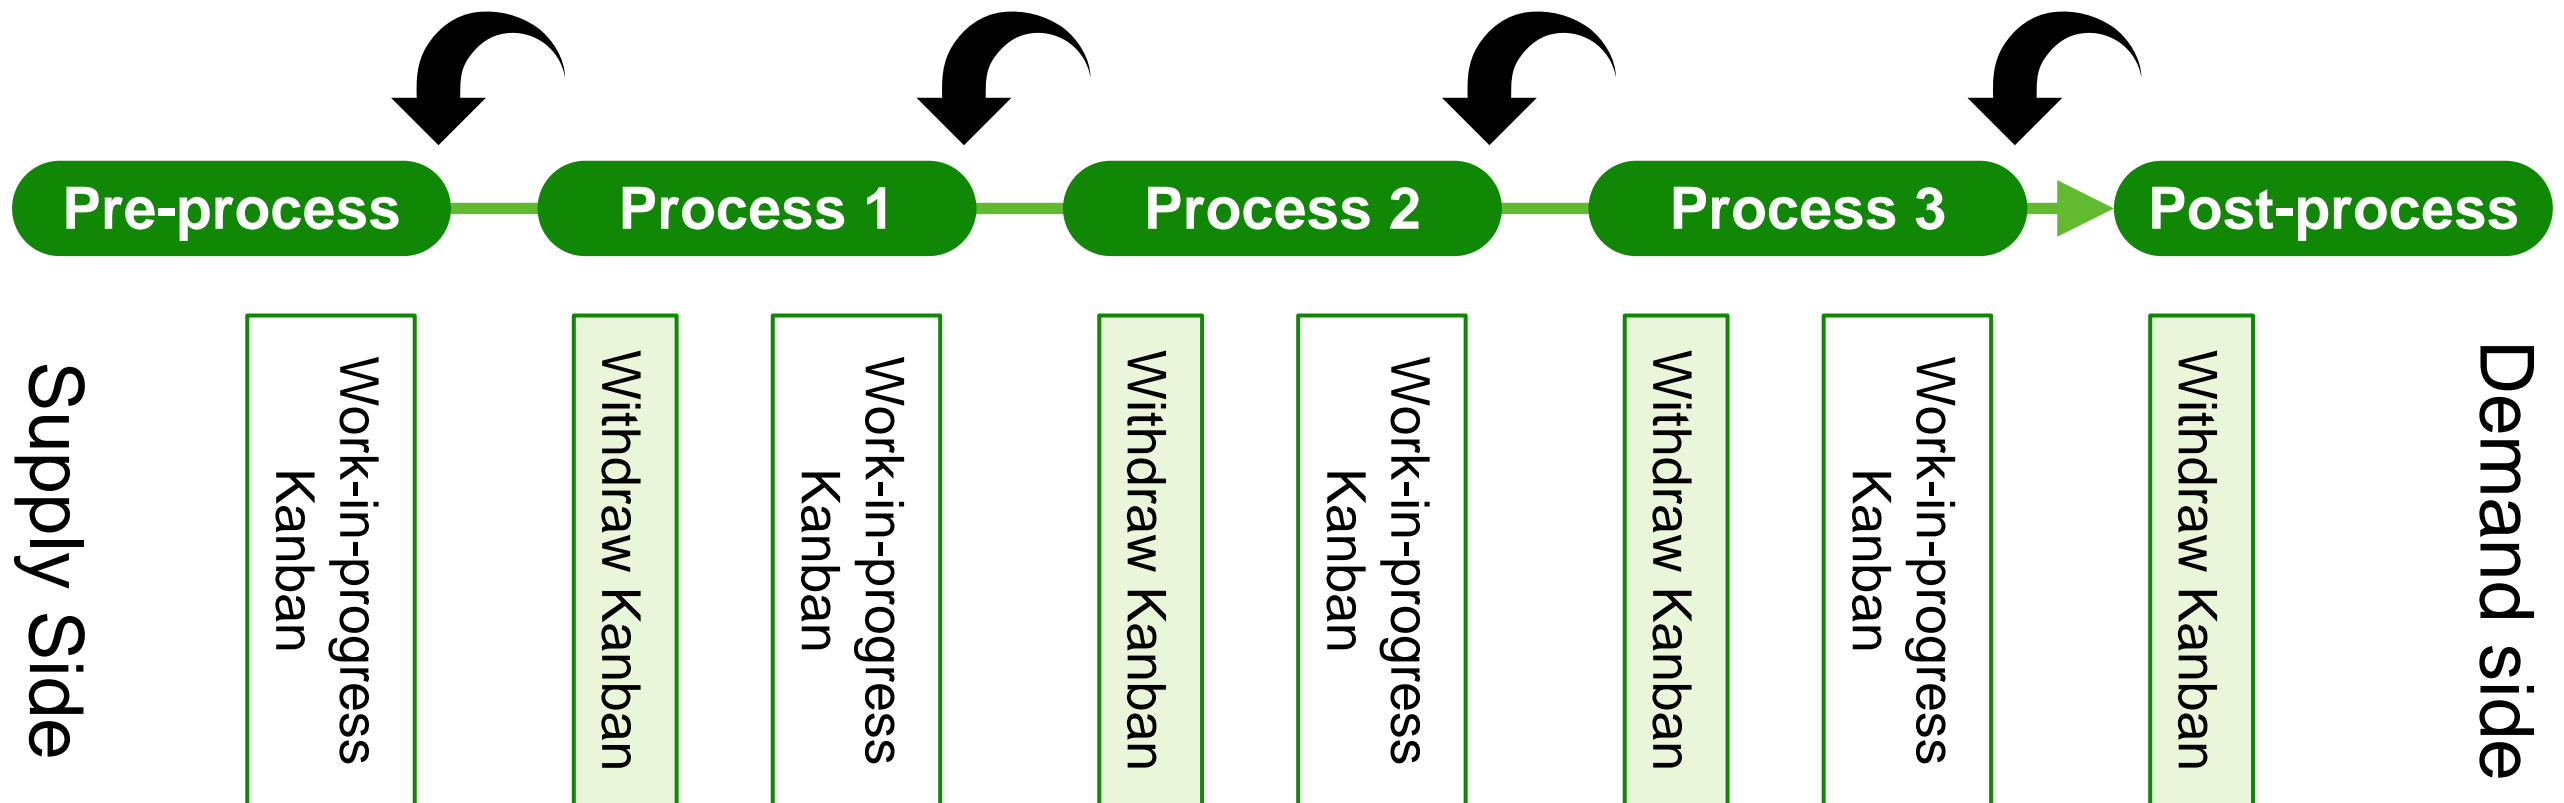 Pre-process
Process 1
Process 2
Process 3
Post-process
Supply Side
Work-in-progress
Kanban
Withdraw Kanban
Work-in-progress
Kanban
Withdraw Kanban
Work-in-progress
Kanban
Withdraw Kanban
Work-in-progress
Kanban
Withdraw Kanban
Demand side